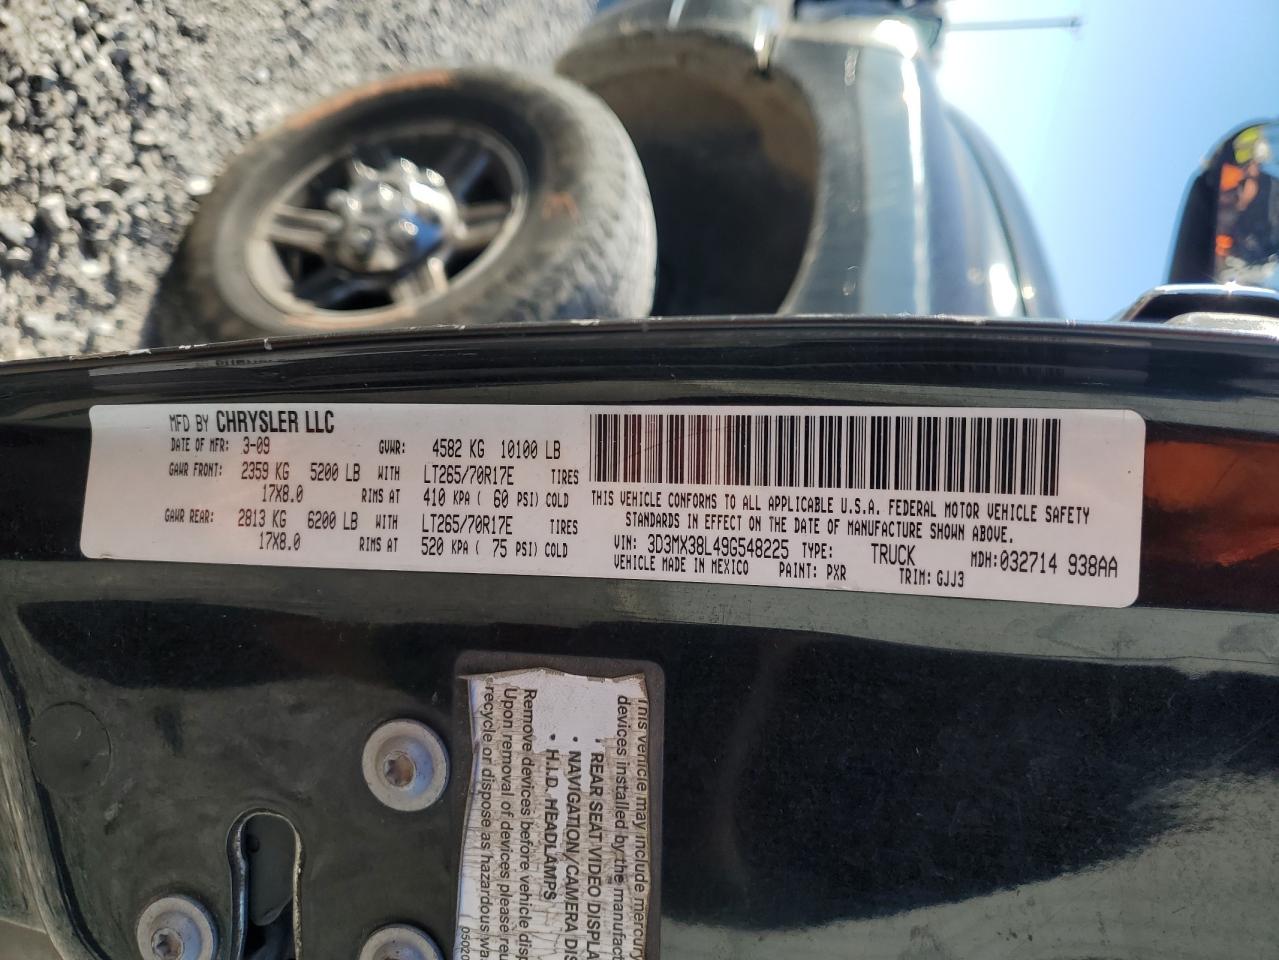 MFD BY CHRYSLER LLC
DATE OF MFR: 3-09 GVWR: 4582 KG 10100 LB
GAWR FRONT: 2359 KG 5200 LB WITH LT265/70R17E TIRES
17X8.0 RIMS AT 410 KPA ( 60 PSI) COLD
GAWR REAR: 2813 KG 6200 LB WITH LT265/70R17E TIRES
17X8.0 RIMS AT 520 KPA ( 75 PSI) COLD
THIS VEHICLE CONFORMS TO ALL APPLICABLE U.S.A. FEDERAL MOTOR VEHICLE SAFETY
STANDARDS IN EFFECT ON THE DATE OF MANUFACTURE SHOWN ABOVE.
VIN: 3D3MX38L49G548225 TYPE: TRUCK MDH: 032714 938AA
VEHICLE MADE IN MEXICO PAINT: PXR TRIM: GJJ3
This vehicle may include mercury
devices installed by the manufact
• REAR SEAT VIDEO DISPLA
• NAVIGATION/CAMERA DIS
• H.I.D. HEADLAMPS
Remove devices before vehicle disp
Upon removal of devices please reu
recycle or dispose as hazardous wa
05020